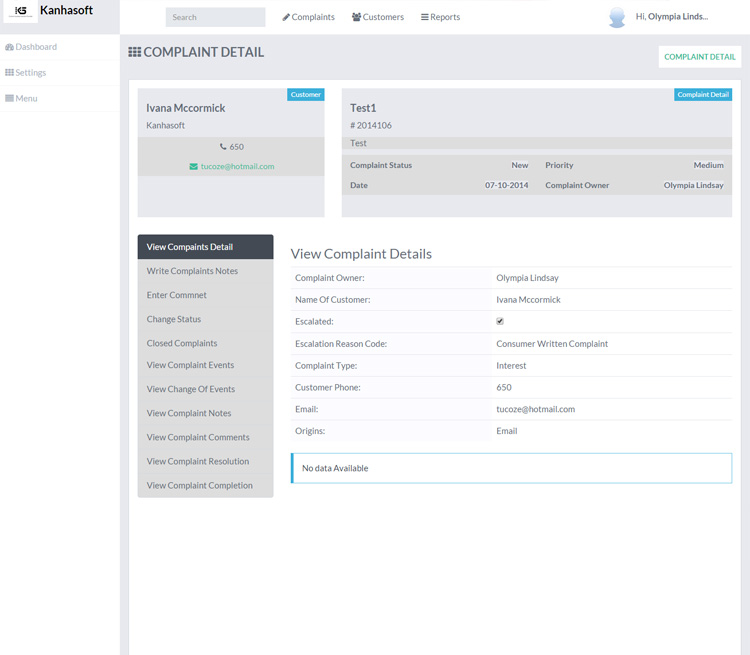 KS Kanhasoft
Search
Complaints
Customers
Reports
Hi, Olympia Linds...
Dashboard
Settings
Menu
COMPLAINT DETAIL
COMPLAINT DETAIL
Customer
Ivana Mccormick
Kanhasoft
650
tucoze@hotmail.com
Complaint Detail
Test1
# 2014106
Test
Complaint Status New Priority Medium
Date 07-10-2014 Complaint Owner Olympia Lindsay
View Compaints Detail
Write Complaints Notes
Enter Commnet
Change Status
Closed Complaints
View Complaint Events
View Change Of Events
View Complaint Notes
View Complaint Comments
View Complaint Resolution
View Complaint Completion
View Complaint Details
Complaint Owner: Olympia Lindsay
Name Of Customer: Ivana Mccormick
Escalated:
Escalation Reason Code: Consumer Written Complaint
Complaint Type: Interest
Customer Phone: 650
Email: tucoze@hotmail.com
Origins: Email
No data Available